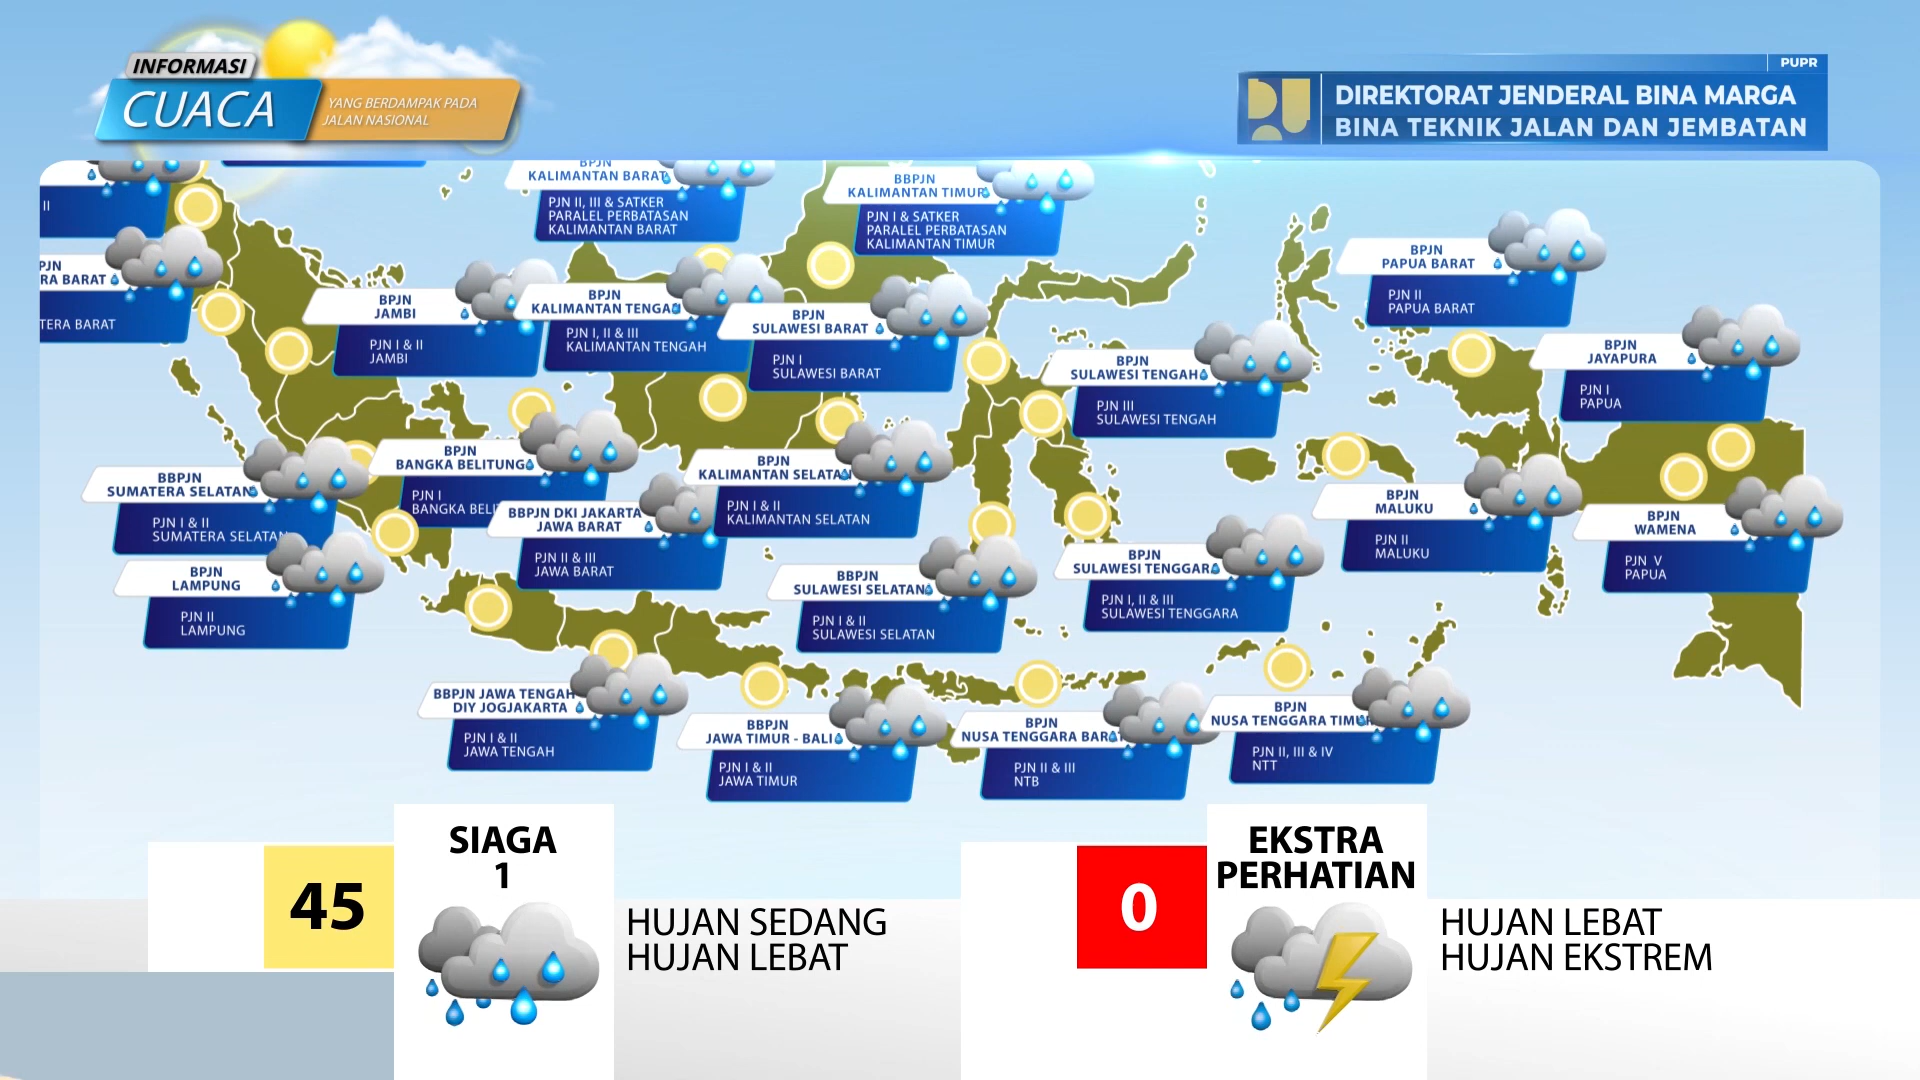 INFORMASI
CUACA
YANG BERDAMPAK PADA
JALAN NASIONAL
PUPR
DIREKTORAT JENDERAL BINA MARGA
BINA TEKNIK JALAN DAN JEMBATAN
II
BPJN
KALIMANTAN BARAT
PJN II, III & SATKER
PARALEL PERBATASAN
KALIMANTAN BARAT
BBPJN
KALIMANTAN TIMUR
PJN I & SATKER
PARALEL PERBATASAN
KALIMANTAN TIMUR
BPJN
PAPUA BARAT
PJN II
PAPUA BARAT
PJN
RA BARAT
TERA BARAT
BPJN
JAMBI
PJN I & II
JAMBI
BPJN
KALIMANTAN TENGAH
PJN I, II & III
KALIMANTAN TENGAH
BPJN
SULAWESI BARAT
PJN I
SULAWESI BARAT
BPJN
SULAWESI TENGAH
PJN III
SULAWESI TENGAH
BPJN
JAYAPURA
PJN I
PAPUA
BBPJN
SUMATERA SELATAN
PJN I & II
SUMATERA SELATAN
BPJN
BANGKA BELITUNG
PJN I
BANGKA BELI
BBPJN DKI JAKARTA
JAWA BARAT
PJN II & III
JAWA BARAT
BPJN
KALIMANTAN SELATAN
PJN I & II
KALIMANTAN SELATAN
BPJN
MALUKU
PJN II
MALUKU
BPJN
WAMENA
PJN V
PAPUA
BPJN
LAMPUNG
PJN II
LAMPUNG
BBPJN
SULAWESI SELATAN
PJN I & II
SULAWESI SELATAN
BPJN
SULAWESI TENGGARA
PJN I, II & III
SULAWESI TENGGARA
BBPJN JAWA TENGAH
DIY JOGJAKARTA
PJN I & II
JAWA TENGAH
BBPJN
JAWA TIMUR - BALI
PJN I & II
JAWA TIMUR
BPJN
NUSA TENGGARA BARAT
PJN II & III
NTB
BPJN
NUSA TENGGARA TIMUR
PJN II, III & IV
NTT
45
SIAGA
1
HUJAN SEDANG
HUJAN LEBAT
0
EKSTRA
PERHATIAN
HUJAN LEBAT
HUJAN EKSTREM